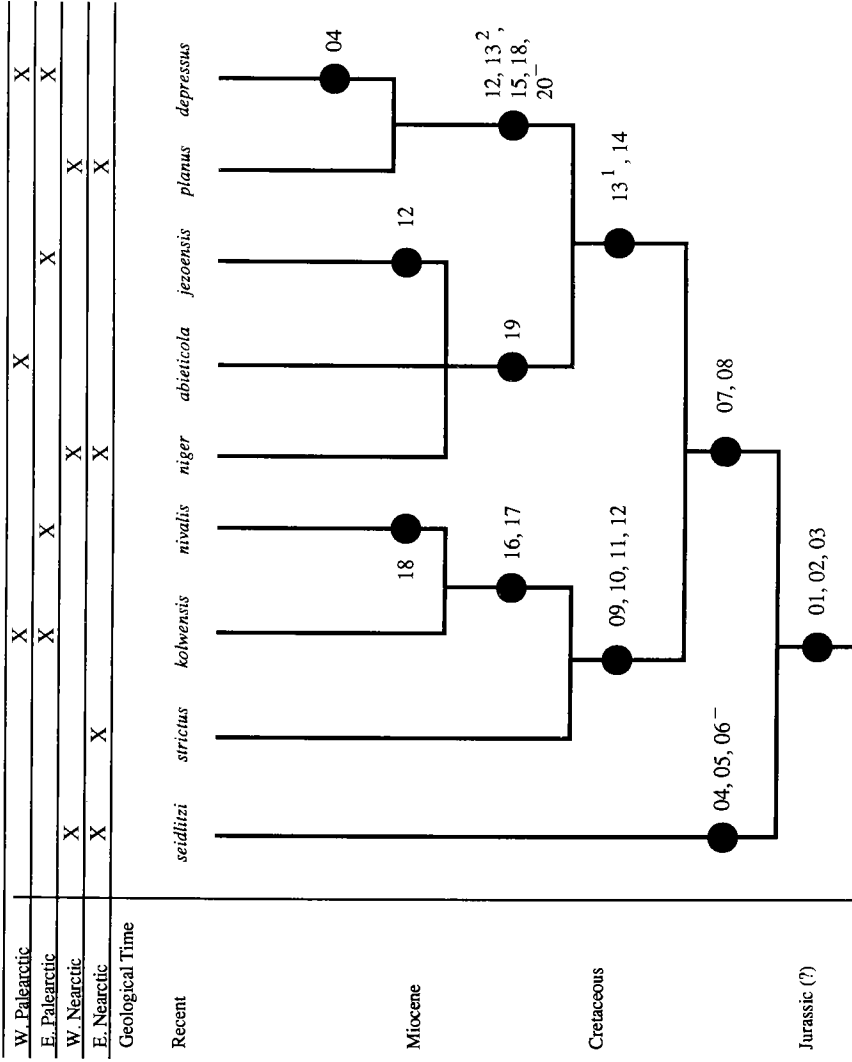 W. Palearctic X X X X
E. Palearctic X X X X
W. Nearctic X X X
E. Nearctic X X X X
Geological Time
Recent
seidlitzi
strictus
kolwensis
nivalis
niger
abieticola
jezoensis
planus
depressus
Miocene
18
12
04
16, 17
19
12, 13²,
15, 18,
20⁻
Cretaceous
09, 10, 11, 12
13¹, 14
04, 05, 06⁻
07, 08
Jurassic (?)
01, 02, 03